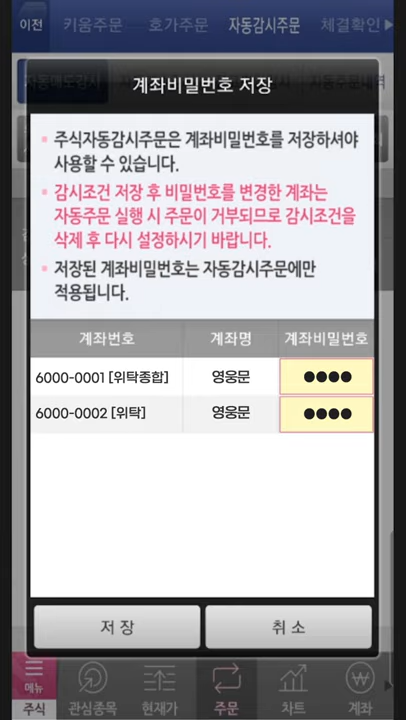 이전 키움주문 호가주문 자동감시주문 체결확인
자동매도감시
계좌비밀번호 저장
주식자동감시주문은 계좌비밀번호를 저장하셔야
사용할 수 있습니다.
감시조건 저장 후 비밀번호를 변경한 계좌는
자동주문 실행 시 주문이 거부되므로 감시조건을
삭제 후 다시 설정하시기 바랍니다.
저장된 계좌비밀번호는 자동감시주문에만
적용됩니다.
계좌번호 계좌명 계좌비밀번호
6000-0001 [위탁종합] 영웅문 ●●●●
6000-0002 [위탁] 영웅문 ●●●●
저 장 취 소
메뉴
주식 관심종목 현재가 주문 차트 계좌